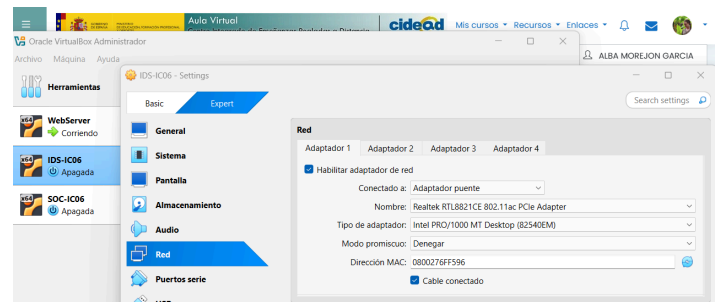 Aula Virtual
cidead
Mis cursos Recursos Enlaces
Oracle VirtualBox Administrador
ALBA MOREJON GARCIA
Archivo Máquina Ayuda
IDS-IC06 - Settings
Herramientas
Basic Expert
Search settings
WebServer
Corriendo
General
Red
Adaptador 1 Adaptador 2 Adaptador 3 Adaptador 4
x64
IDS-IC06
Apagada
Sistema
Habilitar adaptador de red
Pantalla
Conectado a: Adaptador puente
x64
SOC-IC06
Apagada
Almacenamiento
Nombre: Realtek RTL8821CE 802.11ac PCIe Adapter
Tipo de adaptador: Intel PRO/1000 MT Desktop (82540EM)
Audio
Modo promiscuo: Denegar
Red
Dirección MAC: 0800276FF596
Cable conectado
Puertos serie